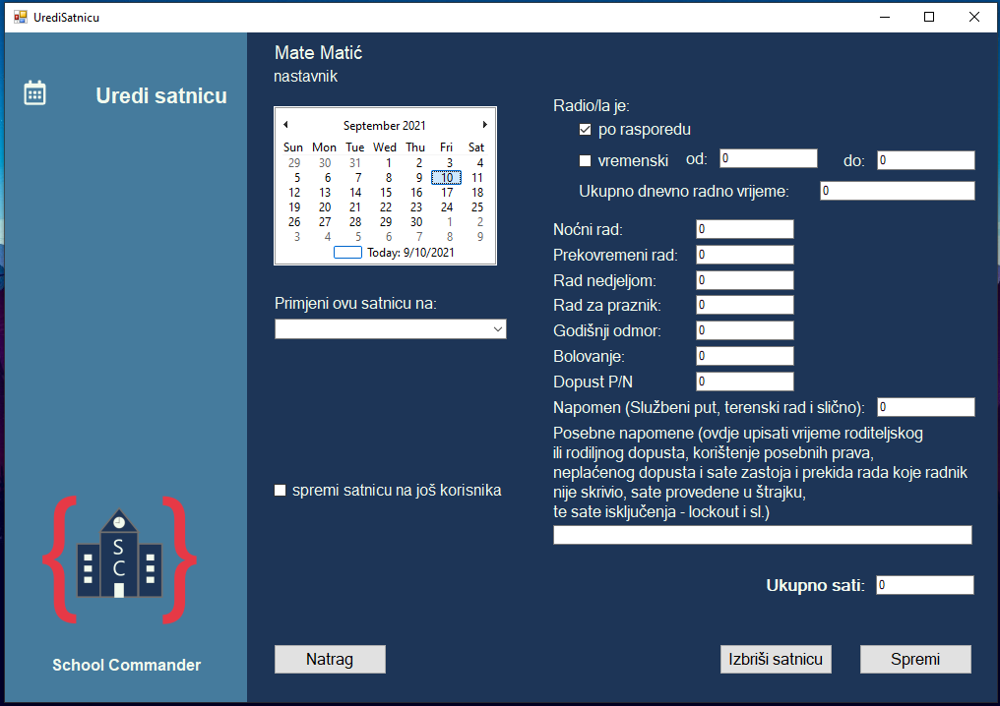 UrediSatnicu
Uredi satnicu
Mate Matić
nastavnik
September 2021
Sun Mon Tue Wed Thu Fri Sat
29 30 31 1 2 3 4
5 6 7 8 9 10 11
12 13 14 15 16 17 18
19 20 21 22 23 24 25
26 27 28 29 30 1 2
3 4 5 6 7 8 9
Today: 9/10/2021
Primjeni ovu satnicu na:
spremi satnicu na još korisnika
Radio/la je:
po rasporedu
vremenski od: 0 do: 0
Ukupno dnevno radno vrijeme: 0
Noćni rad: 0
Prekovremeni rad: 0
Rad nedjeljom: 0
Rad za praznik: 0
Godišnji odmor: 0
Bolovanje: 0
Dopust P/N 0
Napomen (Službeni put, terenski rad i slično): 0
Posebne napomene (ovdje upisati vrijeme roditeljskog
ili rodiljnog dopusta, korištenje posebnih prava,
neplaćenog dopusta i sate zastoja i prekida rada koje radnik
nije skrivio, sate provedene u štrajku,
te sate isključenja - lockout i sl.)
Ukupno sati: 0
S
C
School Commander
Natrag
Izbriši satnicu
Spremi